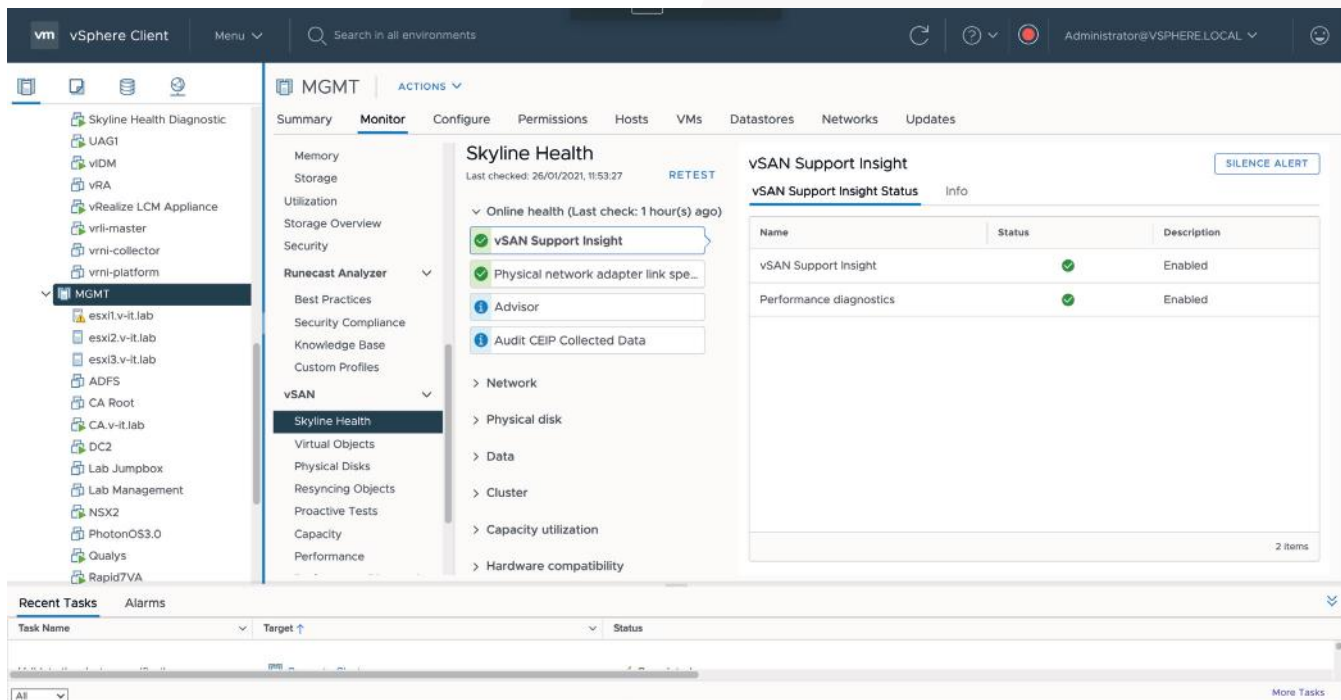 vm vSphere Client Menu Search in all environments Administrator@VSPHERE.LOCAL
Skyline Health Diagnostic
UAG1
vIDM
vRA
vRealize LCM Appliance
vrli-master
vrni-collector
vrni-platform
MGMT
esxi1.v-it.lab
esxi2.v-it.lab
esxi3.v-it.lab
ADFS
CA Root
CA.v-it.lab
DC2
Lab Jumpbox
Lab Management
NSX2
PhotonOS3.0
Qualys
Rapid7VA
MGMT ACTIONS
Summary Monitor Configure Permissions Hosts VMs Datastores Networks Updates
Memory
Storage
Utilization
Storage Overview
Security
Runecast Analyzer
Best Practices
Security Compliance
Knowledge Base
Custom Profiles
vSAN
Skyline Health
Virtual Objects
Physical Disks
Resyncing Objects
Proactive Tests
Capacity
Performance
Skyline Health
Last checked: 26/01/2021, 11:53:27 RETEST
Online health (Last check: 1 hour(s) ago)
vSAN Support Insight
Physical network adapter link spe...
Advisor
Audit CEIP Collected Data
Network
Physical disk
Data
Cluster
Capacity utilization
Hardware compatibility
vSAN Support Insight SILENCE ALERT
vSAN Support Insight Status Info
Name Status Description
vSAN Support Insight Enabled
Performance diagnostics Enabled
2 items
Recent Tasks Alarms
Task Name Target Status
All More Tasks